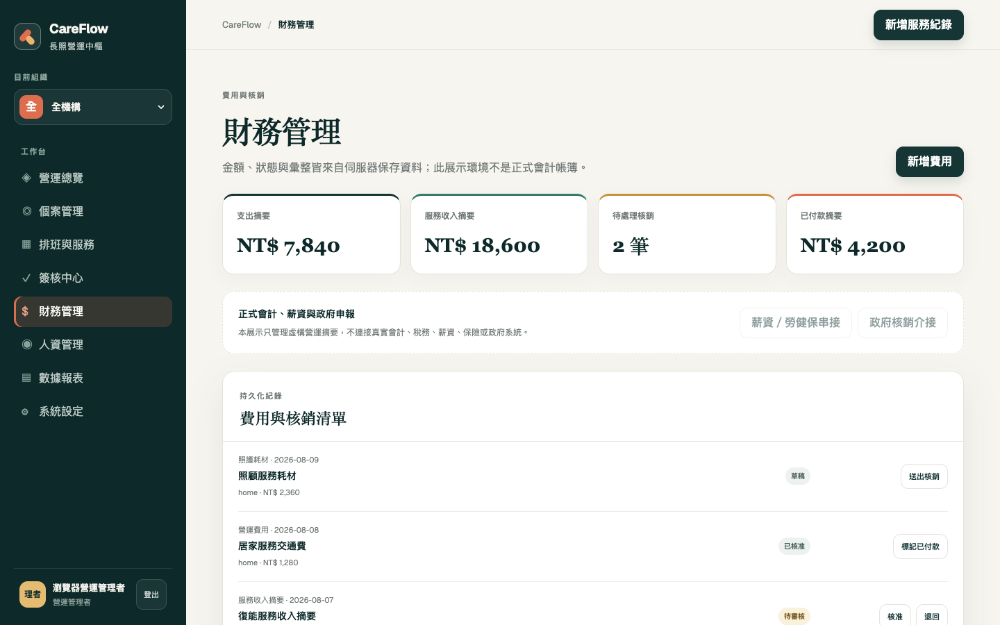 CareFlow
長照營運中樞
目前組織
全 全機構
工作台
◈ 營運總覽
◎ 個案管理
▦ 排班與服務
✓ 簽核中心
$ 財務管理
◉ 人資管理
▤ 數據報表
⚙ 系統設定
理者 瀏覽器營運管理者
營運管理者
登出
CareFlow / 財務管理
新增服務紀錄
費用與核銷
財務管理
金額、狀態與彙整皆來自伺服器保存資料；此展示環境不是正式會計帳簿。
新增費用
支出摘要
NT$ 7,840
服務收入摘要
NT$ 18,600
待處理核銷
2 筆
已付款摘要
NT$ 4,200
正式會計、薪資與政府申報
本展示只管理虛構營運摘要，不連接真實會計、稅務、薪資、保險或政府系統。
薪資 / 勞健保串接
政府核銷介接
持久化紀錄
費用與核銷清單
照護耗材 · 2026-08-09
照顧服務耗材
home · NT$ 2,360
草稿
送出核銷
營運費用 · 2026-08-08
居家服務交通費
home · NT$ 1,280
已核准
標記已付款
服務收入摘要 · 2026-08-07
復能服務收入摘要
待審核
核准
退回